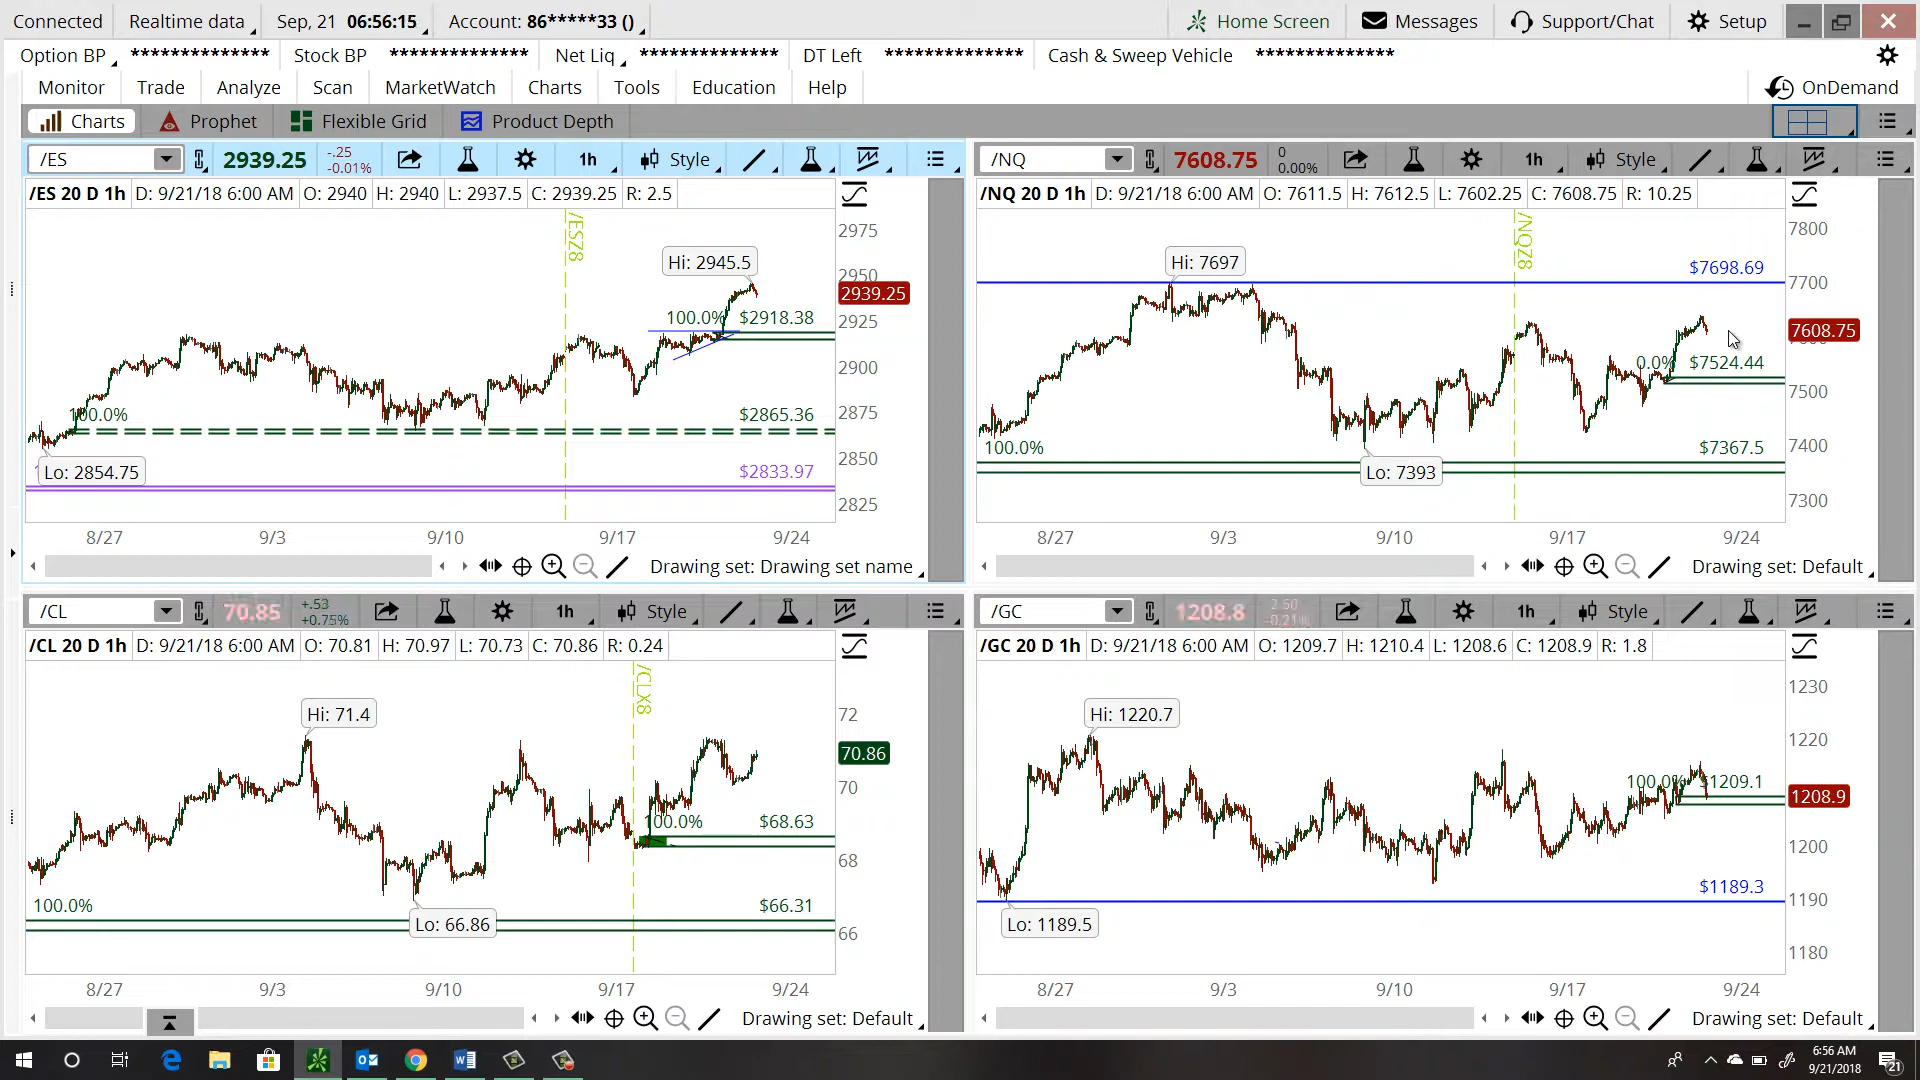 Connected Realtime data Sep, 21 06:56:15 Account: 86*****33 () Home Screen Messages Support/Chat Setup
Option BP ************** Stock BP ************** Net Liq ************** DT Left ************** Cash & Sweep Vehicle **************
Monitor Trade Analyze Scan MarketWatch Charts Tools Education Help OnDemand
Charts Prophet Flexible Grid Product Depth
/ES 2939.25 -.25 -0.01% 1h Style
/ES 20 D 1h D: 9/21/18 6:00 AM O: 2940 H: 2940 L: 2937.5 C: 2939.25 R: 2.5
/ESZ8
2975
Hi: 2945.5
2950
2939.25
100.0% $2918.38
2925
2900
100.0% $2865.36
2875
Lo: 2854.75
2850
$2833.97
2825
8/27 9/3 9/10 9/17 9/24
Drawing set: Drawing set name
/NQ 7608.75 0 0.00% 1h Style
/NQ 20 D 1h D: 9/21/18 6:00 AM O: 7611.5 H: 7612.5 L: 7602.25 C: 7608.75 R: 10.25
/NQZ8
7800
Hi: 7697
$7698.69
7700
7608.75
0.0% $7524.44
7500
100.0% $7367.5
7400
Lo: 7393
7300
8/27 9/3 9/10 9/17 9/24
Drawing set: Default
/CL 70.85 +.53 +0.75% 1h Style
/CL 20 D 1h D: 9/21/18 6:00 AM O: 70.81 H: 70.97 L: 70.73 C: 70.86 R: 0.24
/CLX8
Hi: 71.4
72
70.86
70
100.0% $68.63
68
100.0% $66.31
Lo: 66.86
66
8/27 9/3 9/10 9/17 9/24
Drawing set: Default
/GC 1208.8 1h Style
/GC 20 D 1h D: 9/21/18 6:00 AM O: 1209.7 H: 1210.4 L: 1208.6 C: 1208.9 R: 1.8
1230
Hi: 1220.7
1220
100.0% $1209.1
1208.9
1200
$1189.3
1190
Lo: 1189.5
1180
8/27 9/3 9/10 9/17 9/24
Drawing set: Default
6:56 AM
9/21/2018
21